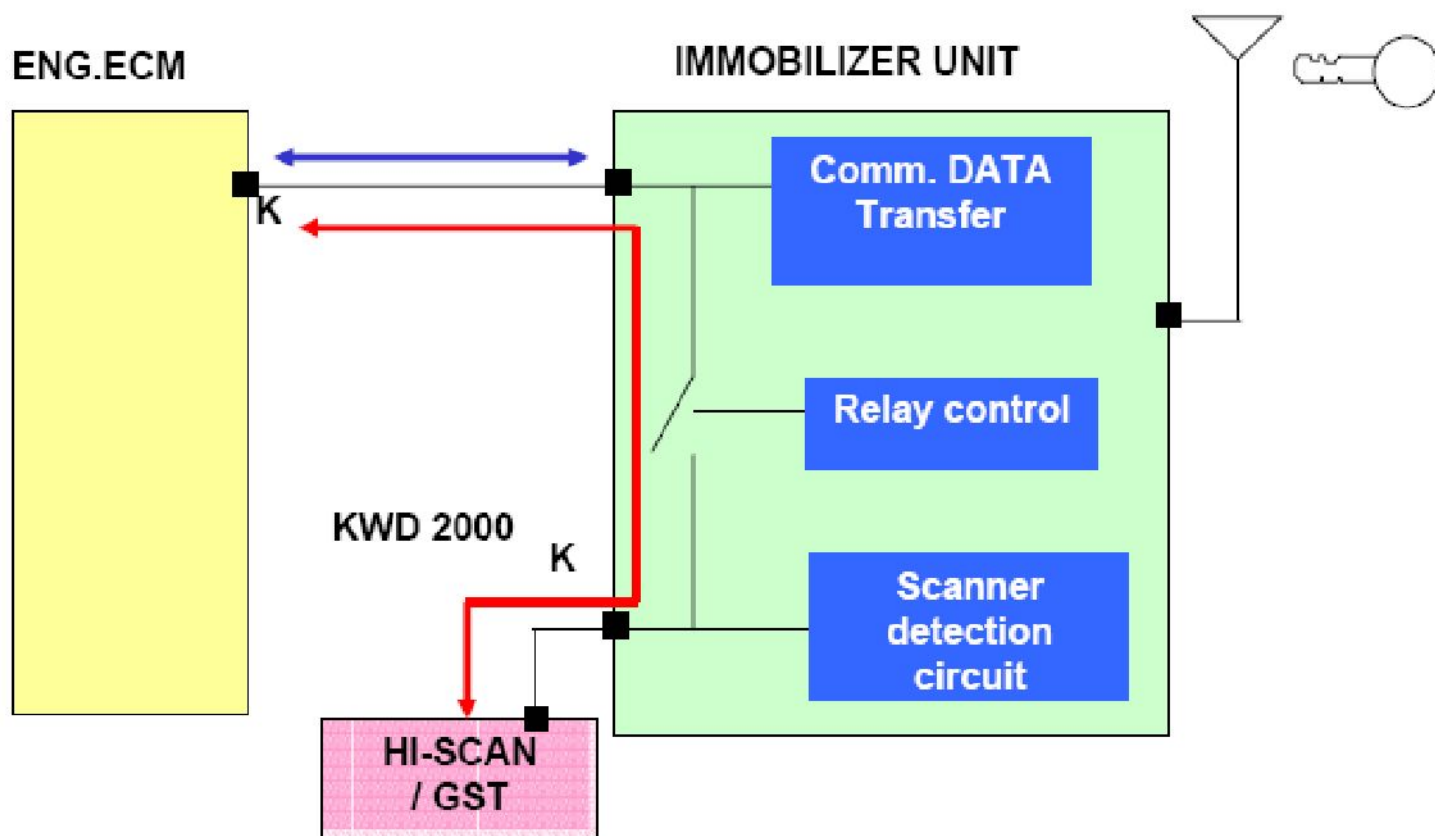 ENG.ECM
IMMOBILIZER UNIT
Comm. DATA
Transfer
K
Relay control
KWD 2000
K
Scanner
detection
circuit
HI-SCAN
/ GST